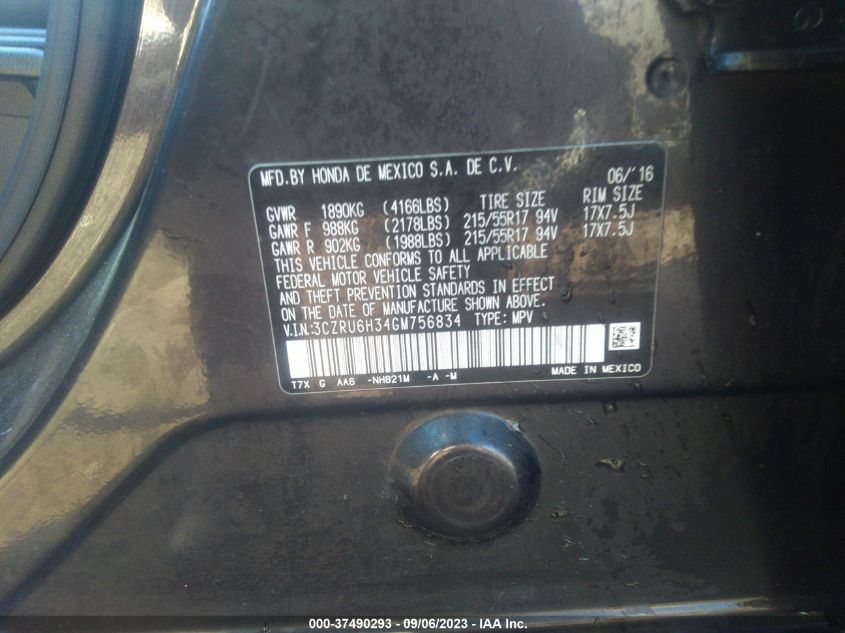 MFD.BY HONDA DE MEXICO S.A. DE C.V. 06/'16
GVWR 1890KG (4166LBS) TIRE SIZE RIM SIZE
GAWR F 988KG (2178LBS) 215/55R17 94V 17X7.5J
GAWR R 902KG (1988LBS) 215/55R17 94V 17X7.5J
THIS VEHICLE CONFORMS TO ALL APPLICABLE
FEDERAL MOTOR VEHICLE SAFETY
AND THEFT PREVENTION STANDARDS IN EFFECT
ON THE DATE OF MANUFACTURE SHOWN ABOVE.
V.I.N:3CZRU6H34GM756834 TYPE: MPV
T7X G AA6 -NH821M -A -M MADE IN MEXICO
000-37490293 - 09/06/2023 - IAA Inc.